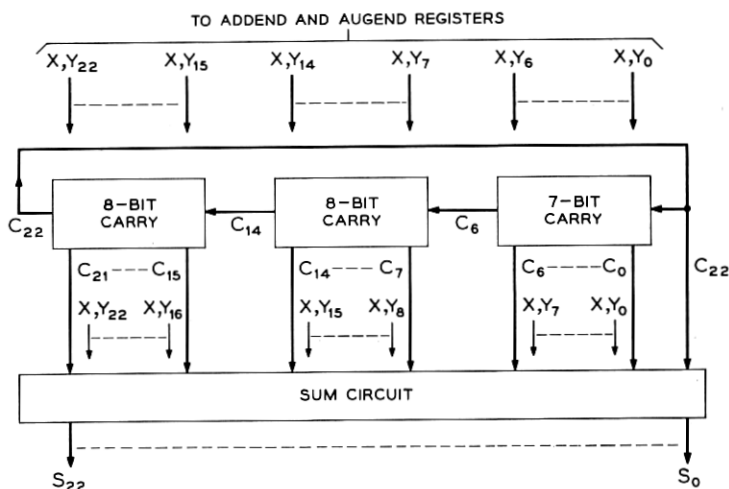 TO ADDEND AND AUGEND REGISTERS
X,Y22 X,Y15 X,Y14 X,Y7 X,Y6 X,Y0
8-BIT CARRY
8-BIT CARRY
7-BIT CARRY
C22 C14 C6
C21 C15 C14 C7 C6 C0 C22
X,Y22 X,Y16 X,Y15 X,Y8 X,Y7 X,Y0
SUM CIRCUIT
S22 S0